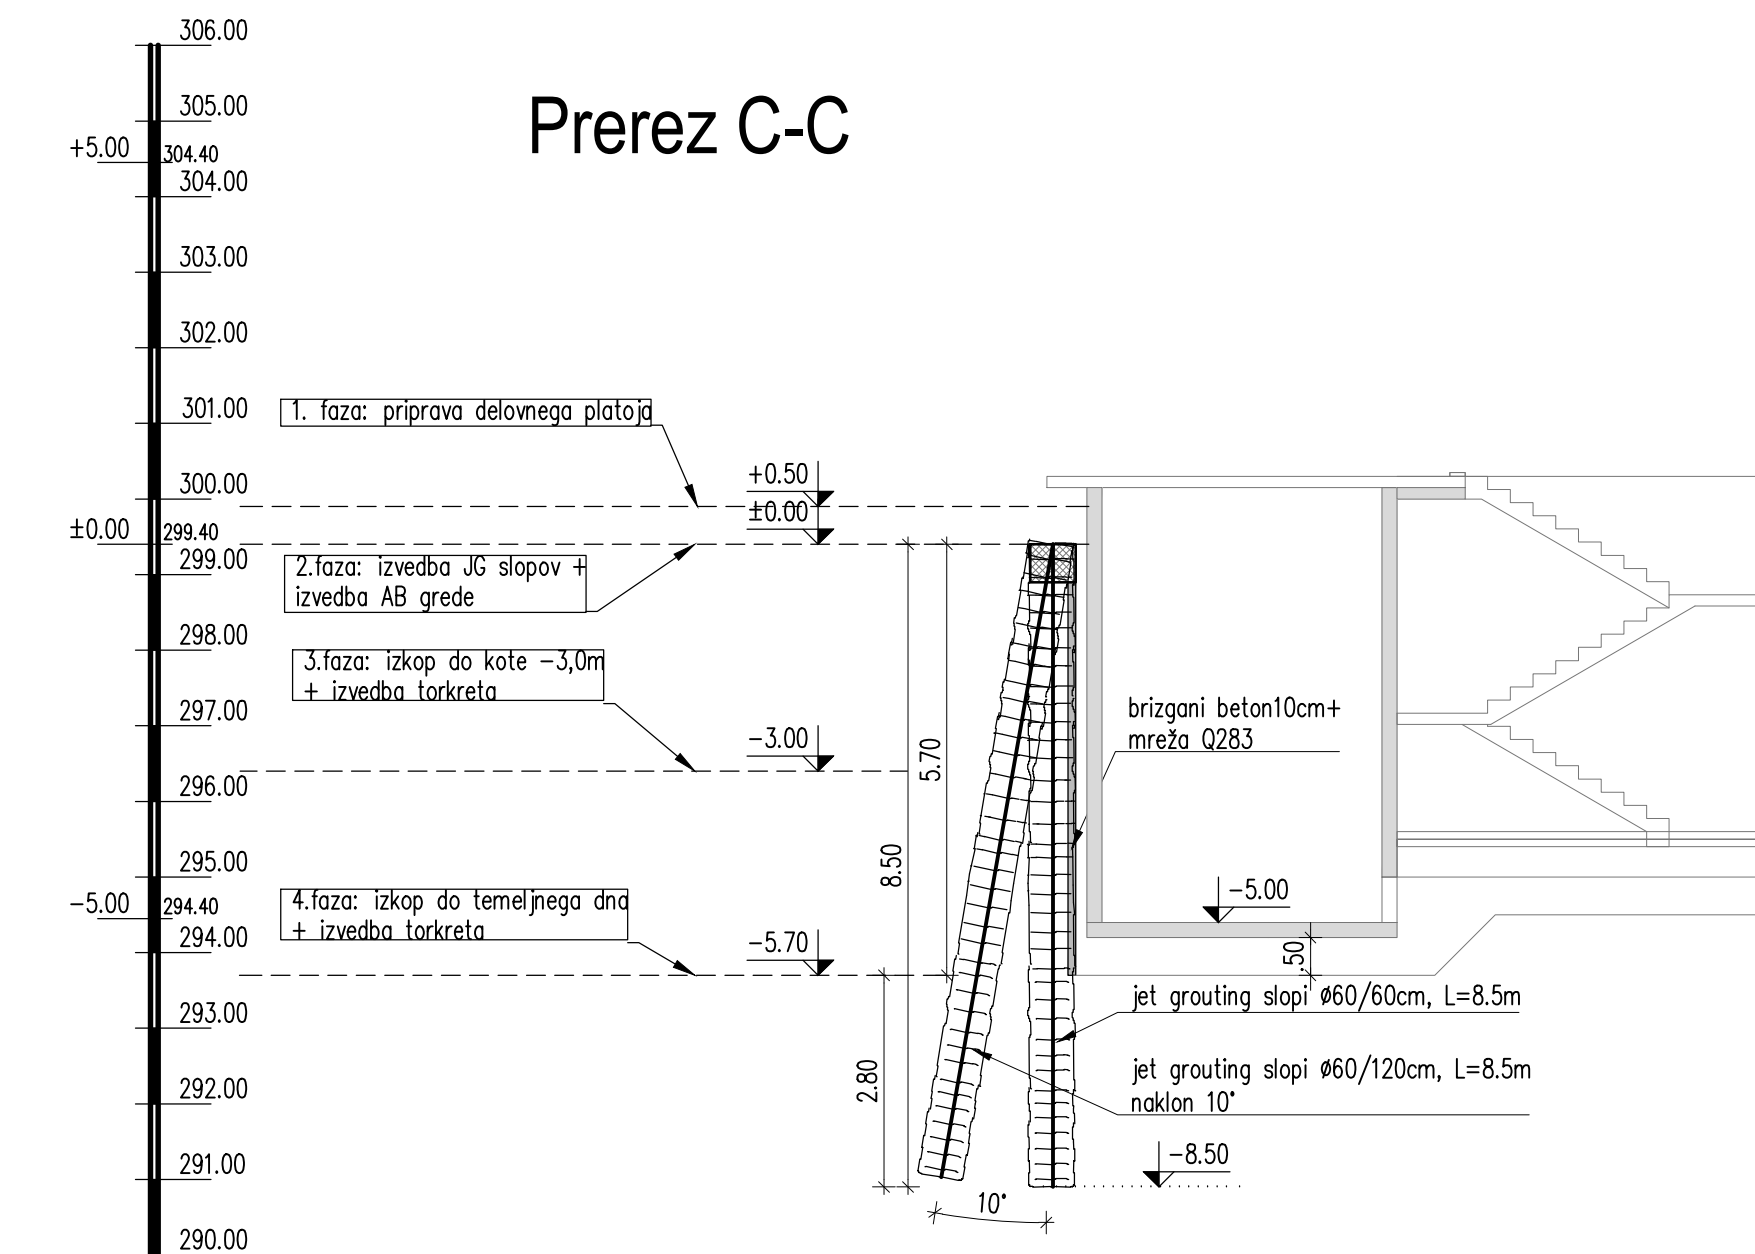 Prerez C-C
306.00
305.00
+5.00
304.40
304.00
303.00
302.00
301.00
300.00
±0.00
299.40
299.00
298.00
297.00
296.00
295.00
-5.00
294.40
294.00
293.00
292.00
291.00
290.00
1. faza: priprava delovnega platoja
2.faza: izvedba JG slopov +
izvedba AB grede
3.faza: izkop do kote -3,0m
+ izvedba torkreta
4.faza: izkop do temeljnega dna
+ izvedba torkreta
+0.50
±0.00
-3.00
-5.70
5.70
8.50
2.80
10°
brizgani beton10cm+
mreža Q283
-5.00
.50
jet grouting slopi Ø60/60cm, L=8.5m
jet grouting slopi Ø60/120cm, L=8.5m
naklon 10°
-8.50